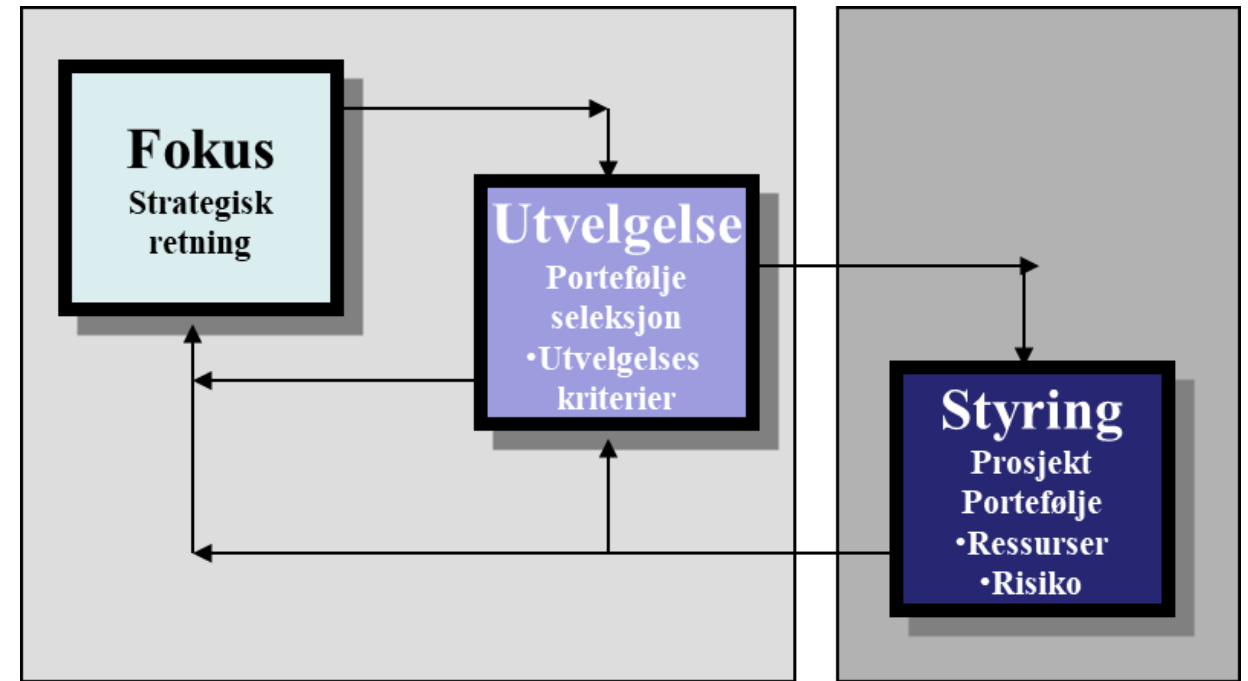 Fokus
Strategisk
retning
Utvelgelse
Portefølje
seleksjon
•Utvelgelses
kriterier
Styring
Prosjekt
Portefølje
•Ressurser
•Risiko